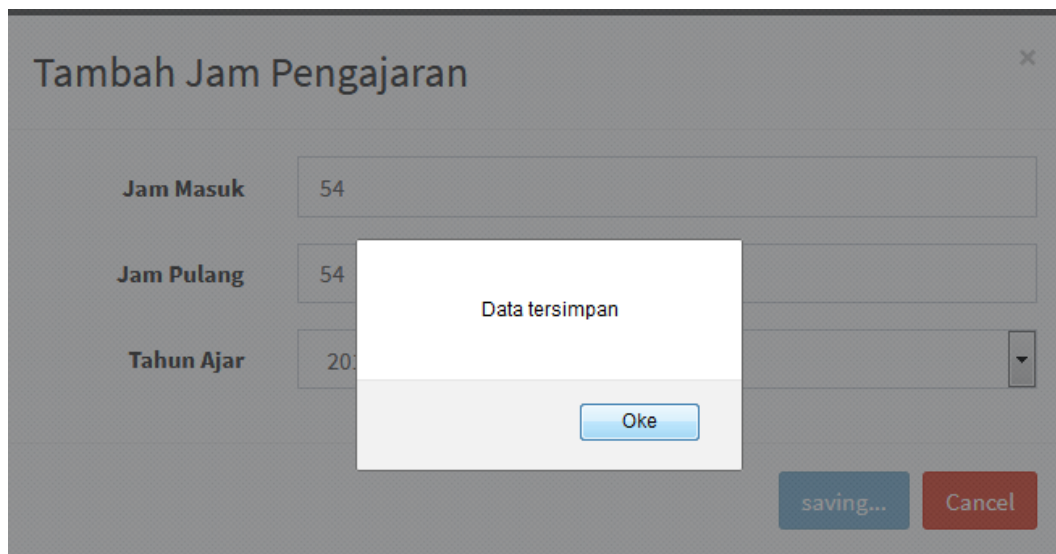 Tambah Jam Pengajaran
×
Jam Masuk 54
Jam Pulang 54
Data tersimpan
Tahun Ajar
Oke
saving... Cancel